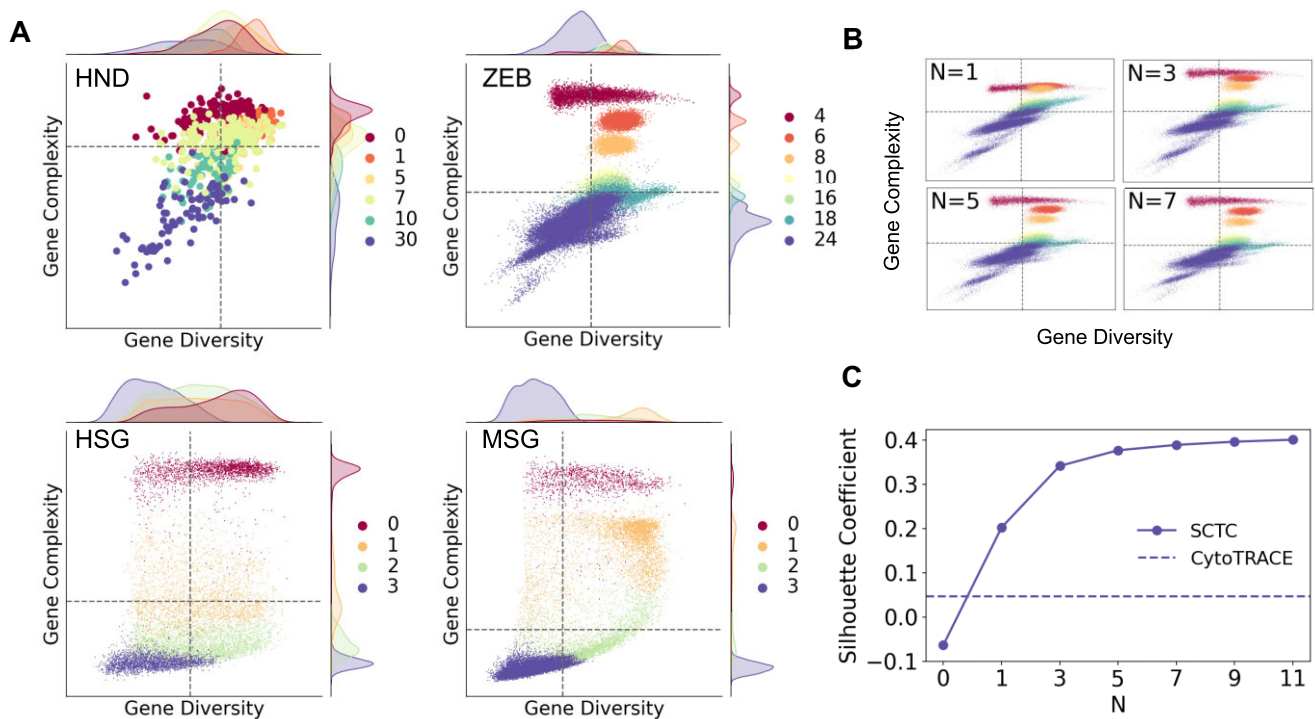 A
HND
Gene Complexity
Gene Diversity
0
1
5
7
10
30
ZEB
Gene Complexity
Gene Diversity
4
6
8
10
16
18
24
HSG
Gene Complexity
Gene Diversity
0
1
2
3
MSG
Gene Complexity
Gene Diversity
0
1
2
3
B
N=1
N=3
N=5
N=7
Gene Complexity
Gene Diversity
C
Silhouette Coefficient
0.4
0.3
0.2
0.1
0.0
−0.1
SCTC
CytoTRACE
0 1 3 5 7 9 11
N